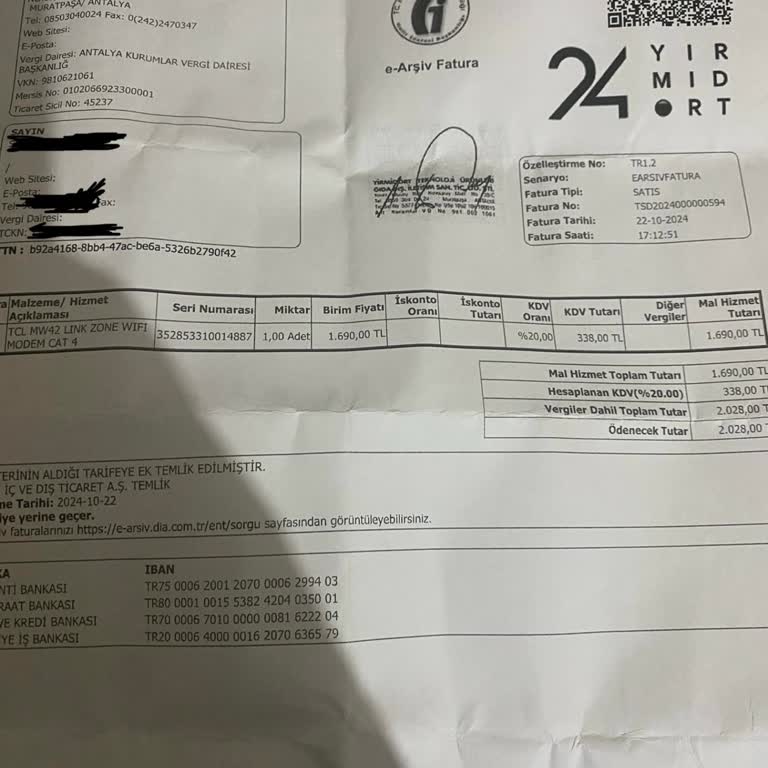 MURATPAŞA/ ANTALYA
Tel: 08503040024 Fax: 0(242)2470347
Web Sitesi:
E-Posta:
Vergi Dairesi: ANTALYA KURUMLAR VERGİ DAİRESİ
BAŞKANLIĞ
VKN: 9810621061
Mersis No: 0102066923300001
Ticaret Sicil No: 45237
e-Arşiv Fatura
24 YİRMİDÖRT
SAYIN
/
Web Sitesi:
E-Posta:
Tel: Fax:
Vergi Dairesi:
TCKN:
TTN : b92a4168-8bb4-47ac-be6a-5326b2790f42
Özelleştirme No: TR1.2
Senaryo: EARSIVFATURA
Fatura Tipi: SATIS
Fatura No: TSD2024000000594
Fatura Tarihi: 22-10-2024
Fatura Saati: 17:12:51
Malzeme/ Hizmet Açıklaması Seri Numarası Miktar Birim Fiyatı İskonto Oranı İskonto Tutarı KDV Oranı KDV Tutarı Diğer Vergiler Mal Hizmet Tutarı
TCL MW42 LINK ZONE WIFI MODEM CAT 4 352853310014887 1,00 Adet 1.690,00 TL %20,00 338,00 TL 1.690,00 TL
Mal Hizmet Toplam Tutarı 1.690,00 TL
Hesaplanan KDV(%20.00) 338,00 T
Vergiler Dahil Toplam Tutar 2.028,00 T
Ödenecek Tutar 2.028,00 T
TERİNİN ALDIĞI TARİFEYE EK TEMLİK EDİLMİŞTİR.
İÇ VE DIŞ TİCARET A.Ş. TEMLİK
me Tarihi: 2024-10-22
iye yerine geçer.
v faturalarınızı https://e-arsiv.dia.com.tr/ent/sorgu sayfasından görüntüleyebilirsiniz.
KA IBAN
NTİ BANKASI TR75 0006 2001 2070 0006 2994 03
RAAT BANKASI TR80 0001 0015 5382 4204 0350 01
VE KREDİ BANKASI TR70 0006 7010 0000 0081 6222 04
YE İŞ BANKASI TR20 0006 4000 0016 2070 6365 79